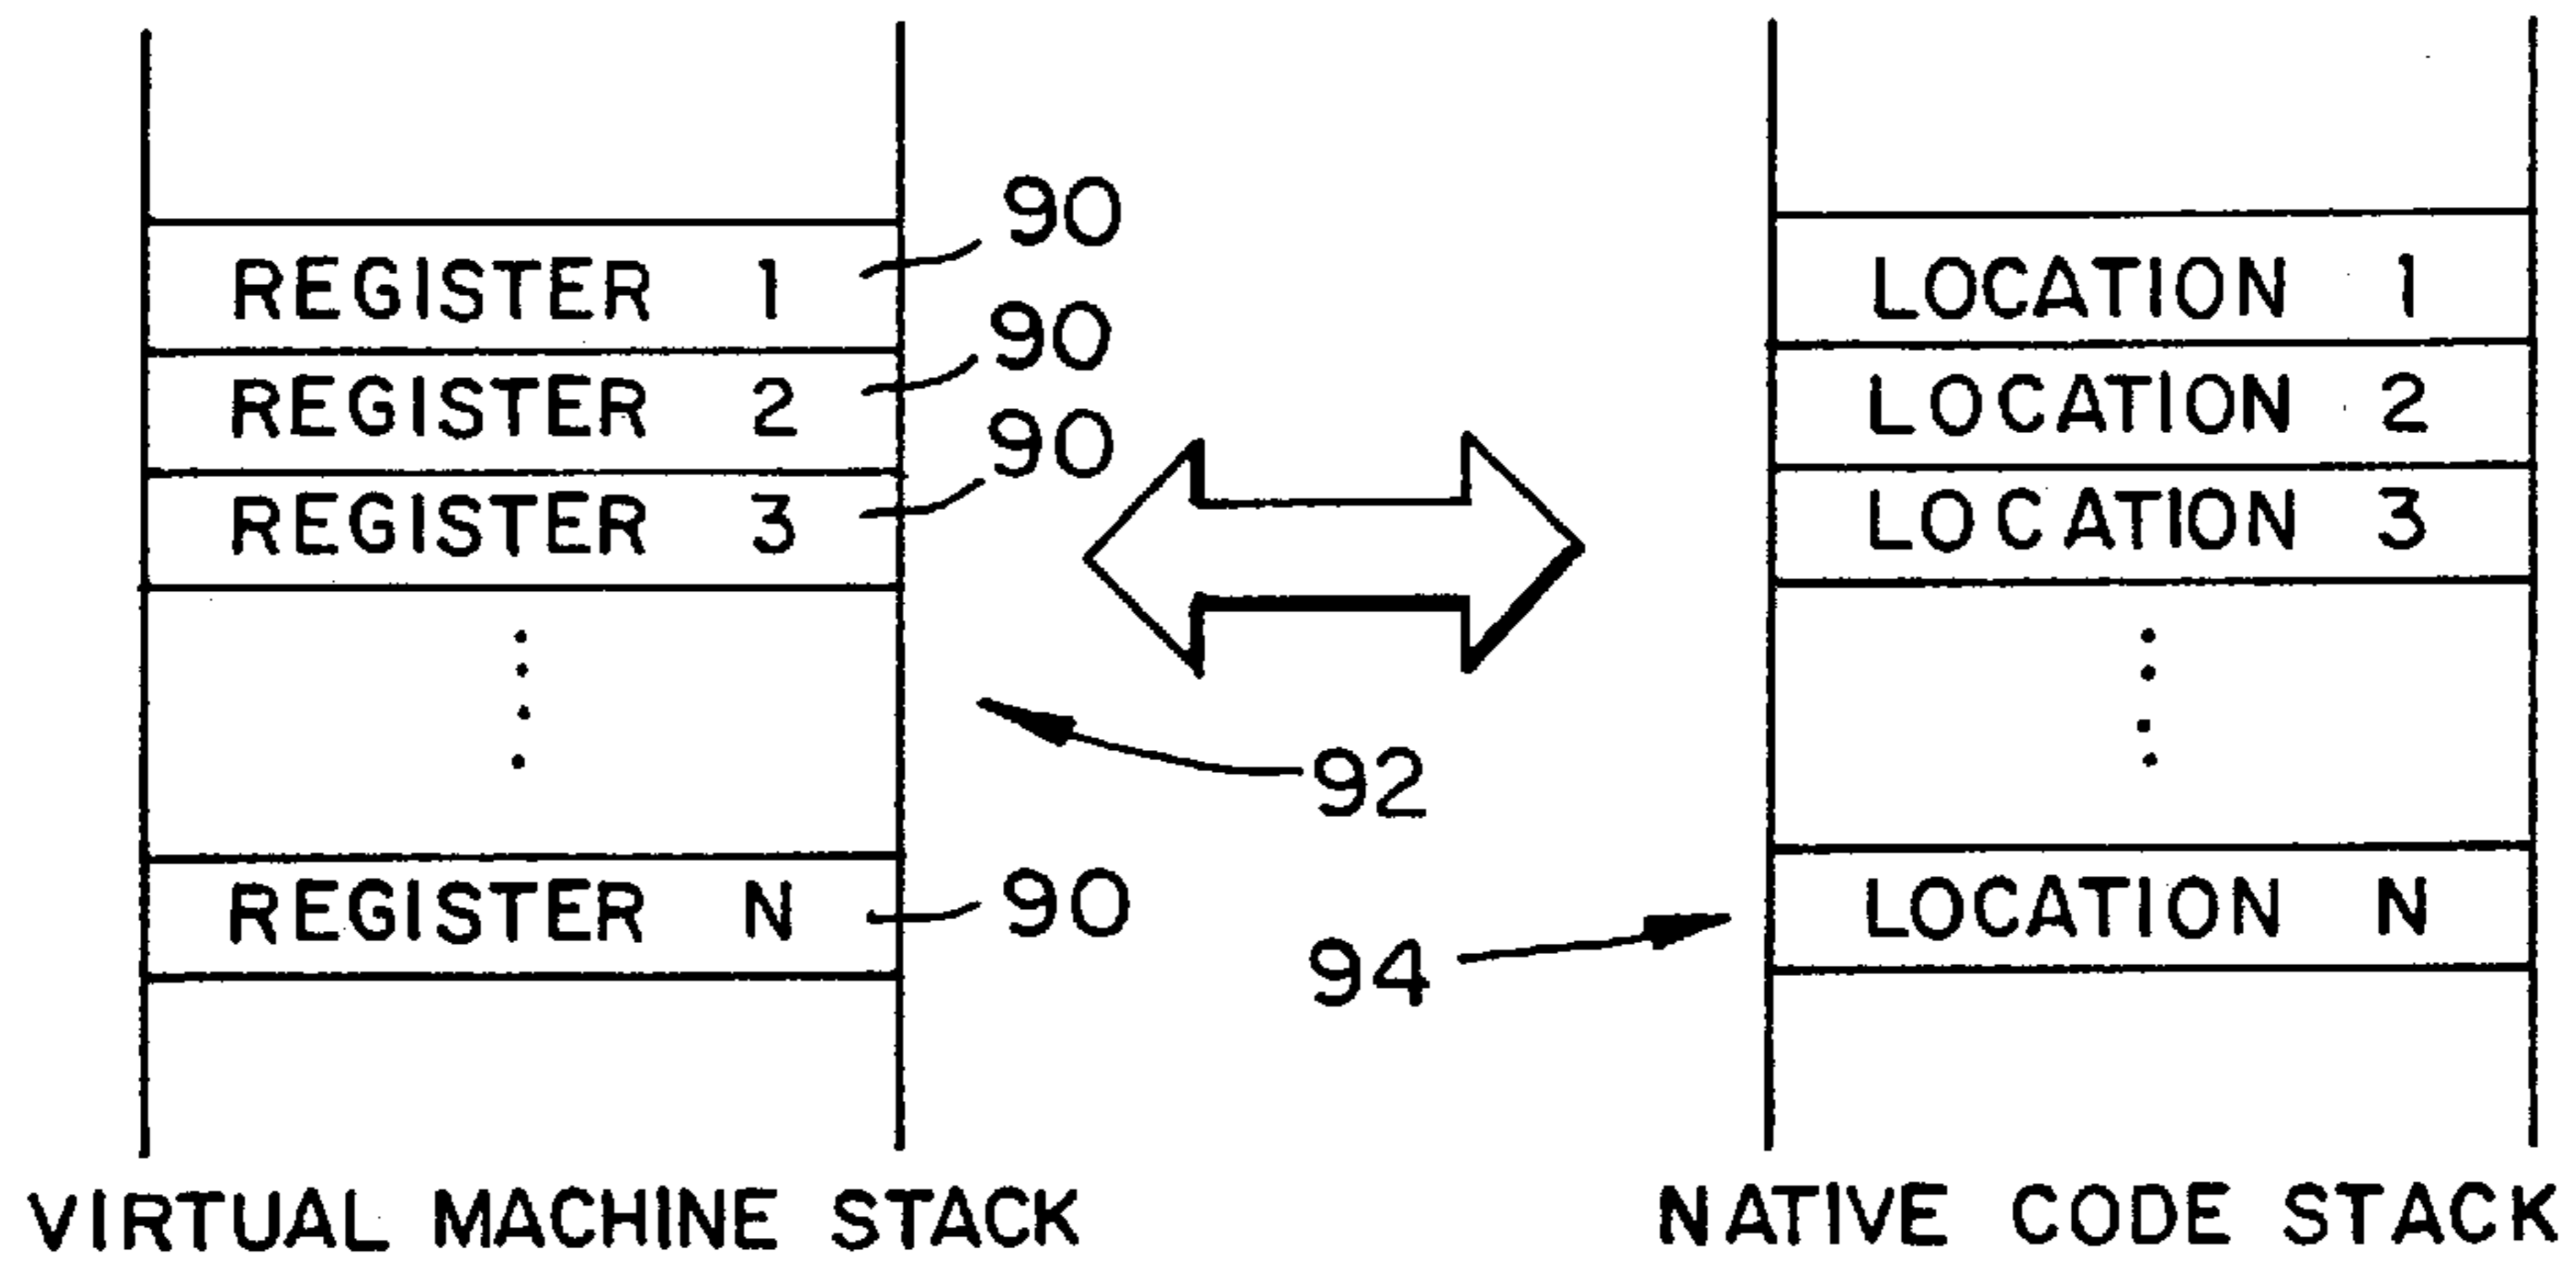 90
REGISTER 1
LOCATION 1
90
REGISTER 2
LOCATION 2
90
REGISTER 3
LOCATION 3
92
REGISTER N
90
LOCATION N
94
VIRTUAL MACHINE STACK
NATIVE CODE STACK